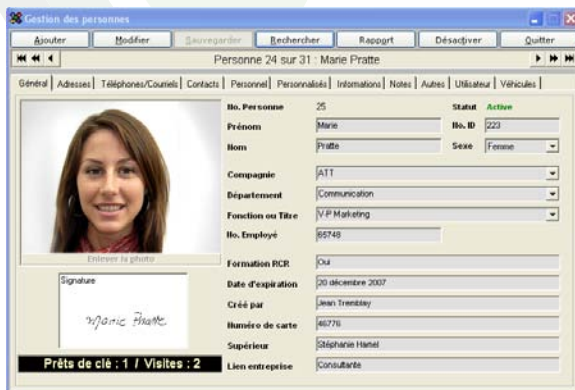 Gestion des personnes
Ajouter Modifier Sauvegarder Rechercher Rapport Désactiver Quitter
Personne 24 sur 31 : Marie Pratte
Général Adresses Téléphones/Courriels Contacts Personnel Personnalisés Informations Notes Autres Utilisateur Véhicules
No. Personne 25 Statut Active
Prénom Marie No. ID 223
Nom Pratte Sexe Femme
Compagnie ATT
Département Communication
Fonction ou Titre V-P Marketing
No. Employé 65748
Enlever la photo
Formation RCR Oui
Signature
Date d'expiration 20 décembre 2007
Créé par Jean Tremblay
Marie Pratte
Numéro de carte 46776
Supérieur Stéphanie Hamel
Prêts de clé : 1 / Visites : 2
Lien entreprise Consultante